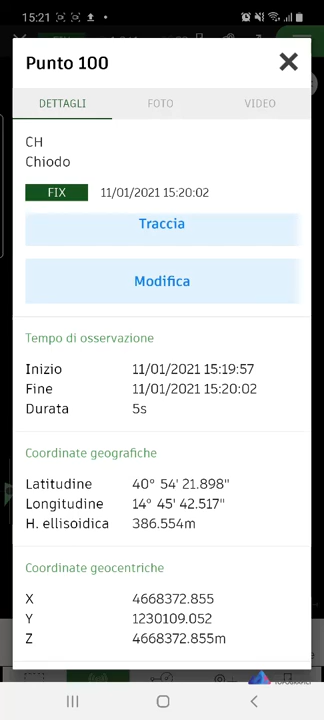 15:21
Punto 100
DETTAGLI FOTO VIDEO
CH
Chiodo
FIX 11/01/2021 15:20:02
Traccia
Modifica
Tempo di osservazione
Inizio 11/01/2021 15:19:57
Fine 11/01/2021 15:20:02
Durata 5s
Coordinate geografiche
Latitudine 40° 54' 21.898"
Longitudine 14° 45' 42.517"
H. ellisoidica 386.554m
Coordinate geocentriche
X 4668372.855
Y 1230109.052
Z 4668372.855m